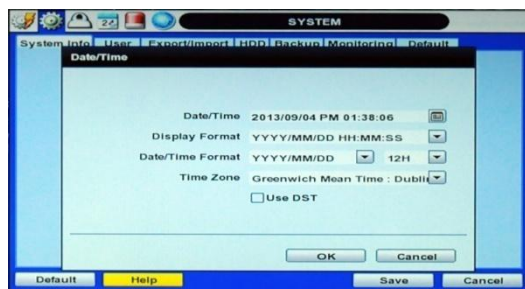 SYSTEM
System Info User Export/Import HDD Backup Monitoring Default
Date/Time
Date/Time 2013/09/04 PM 01:38:06
Display Format YYYY/MM/DD HH:MM:SS
Date/Time Format YYYY/MM/DD 12H
Time Zone Greenwich Mean Time : Dublin
Use DST
OK Cancel
Default Help Save Cancel